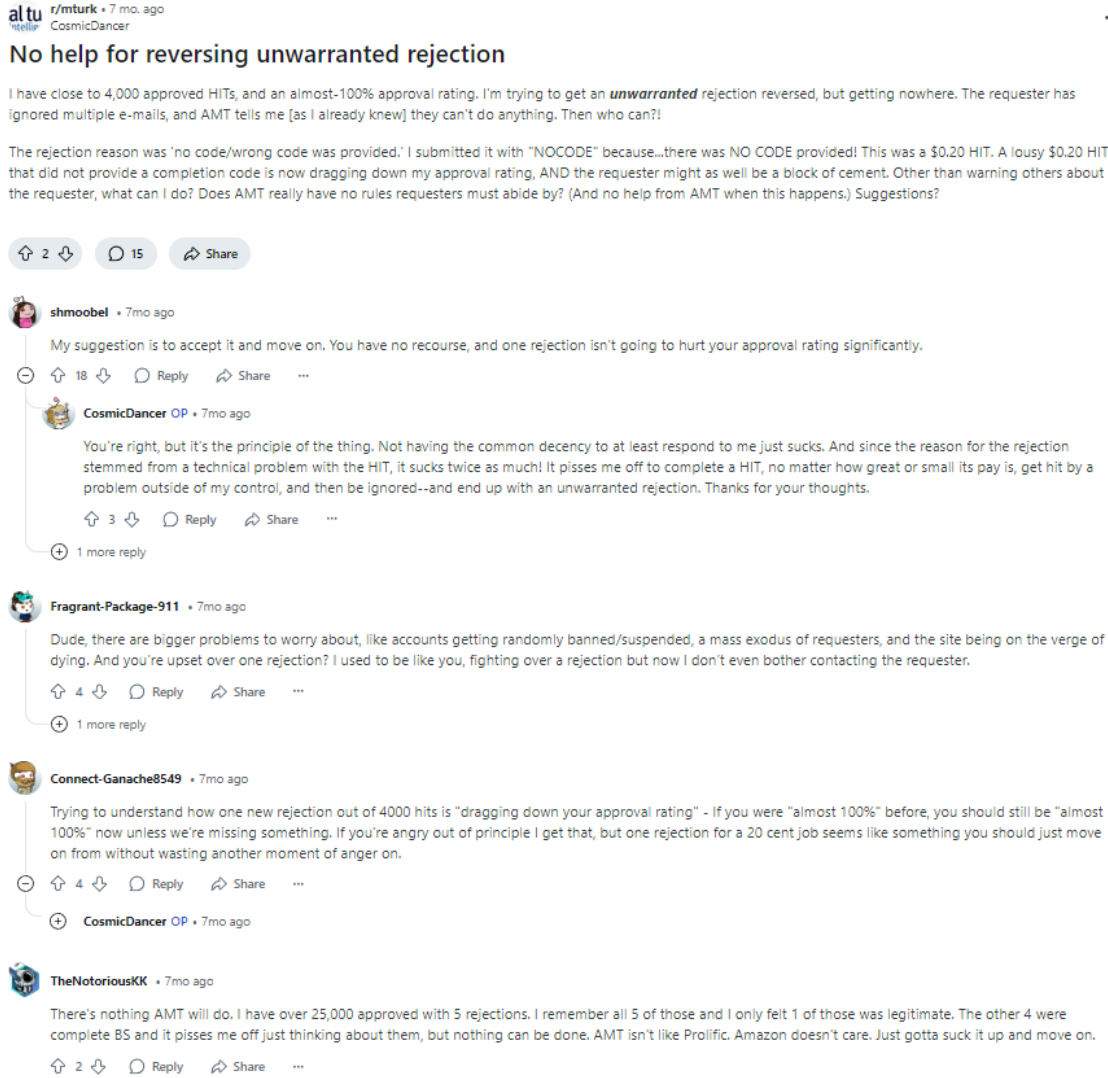 al tu
ntellig
r/mturk • 7 mo. ago
CosmicDancer
No help for reversing unwarranted rejection
I have close to 4,000 approved HITs, and an almost-100% approval rating. I'm trying to get an unwarranted rejection reversed, but getting nowhere. The requester has
ignored multiple e-mails, and AMT tells me [as I already knew] they can't do anything. Then who can?!
The rejection reason was 'no code/wrong code was provided.' I submitted it with "NOCODE" because...there was NO CODE provided! This was a $0.20 HIT. A lousy $0.20 HIT
that did not provide a completion code is now dragging down my approval rating, AND the requester might as well be a block of cement. Other than warning others about
the requester, what can I do? Does AMT really have no rules requesters must abide by? (And no help from AMT when this happens.) Suggestions?
2 15 Share
shmoobel • 7mo ago
My suggestion is to accept it and move on. You have no recourse, and one rejection isn't going to hurt your approval rating significantly.
18 Reply Share ...
CosmicDancer OP • 7mo ago
You're right, but it's the principle of the thing. Not having the common decency to at least respond to me just sucks. And since the reason for the rejection
stemmed from a technical problem with the HIT, it sucks twice as much! It pisses me off to complete a HIT, no matter how great or small its pay is, get hit by a
problem outside of my control, and then be ignored--and end up with an unwarranted rejection. Thanks for your thoughts.
3 Reply Share ...
1 more reply
Fragrant-Package-911 • 7mo ago
Dude, there are bigger problems to worry about, like accounts getting randomly banned/suspended, a mass exodus of requesters, and the site being on the verge of
dying. And you're upset over one rejection? I used to be like you, fighting over a rejection but now I don't even bother contacting the requester.
4 Reply Share ...
1 more reply
Connect-Ganache8549 • 7mo ago
Trying to understand how one new rejection out of 4000 hits is "dragging down your approval rating" - If you were "almost 100%" before, you should still be "almost
100%" now unless we're missing something. If you're angry out of principle I get that, but one rejection for a 20 cent job seems like something you should just move
on from without wasting another moment of anger on.
4 Reply Share ...
CosmicDancer OP • 7mo ago
TheNotoriousKK • 7mo ago
There's nothing AMT will do. I have over 25,000 approved with 5 rejections. I remember all 5 of those and I only felt 1 of those was legitimate. The other 4 were
complete BS and it pisses me off just thinking about them, but nothing can be done. AMT isn't like Prolific. Amazon doesn't care. Just gotta suck it up and move on.
2 Reply Share ...